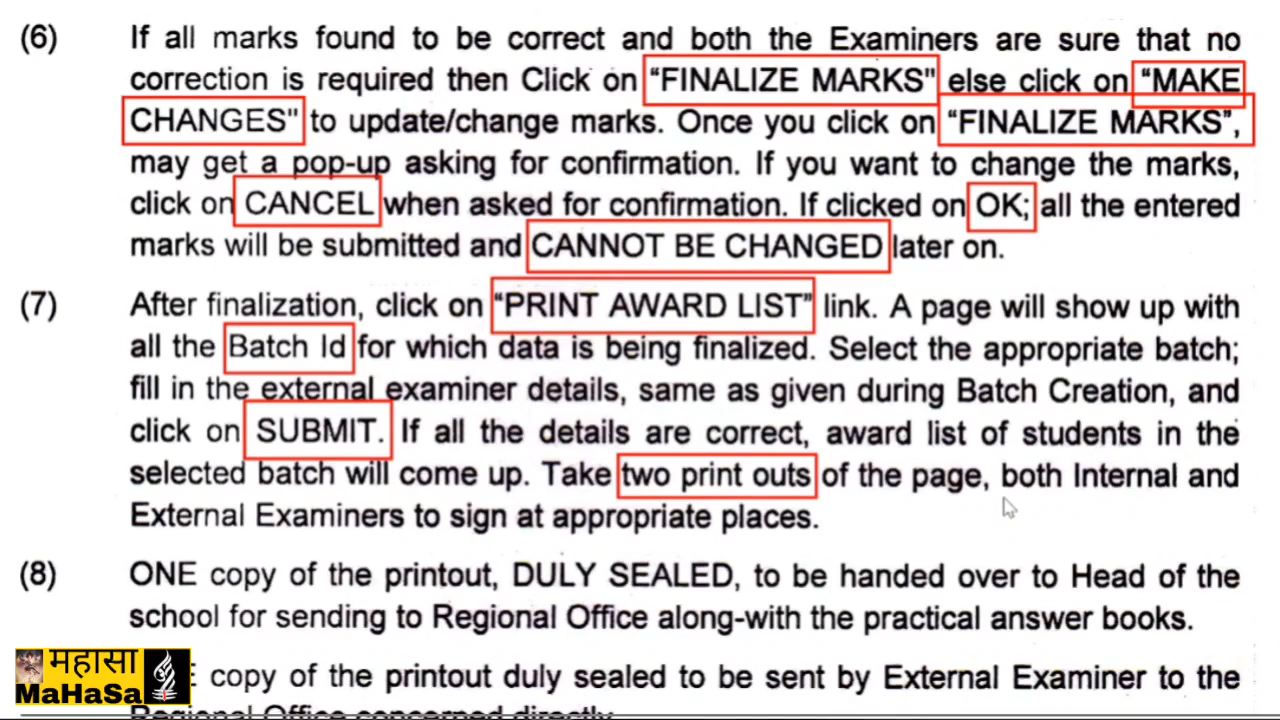 (6) If all marks found to be correct and both the Examiners are sure that no
correction is required then Click on “FINALIZE MARKS" else click on “MAKE
CHANGES" to update/change marks. Once you click on “FINALIZE MARKS”,
may get a pop-up asking for confirmation. If you want to change the marks,
click on CANCEL when asked for confirmation. If clicked on OK; all the entered
marks will be submitted and CANNOT BE CHANGED later on.
(7) After finalization, click on “PRINT AWARD LIST” link. A page will show up with
all the Batch Id for which data is being finalized. Select the appropriate batch;
fill in the external examiner details, same as given during Batch Creation, and
click on SUBMIT. If all the details are correct, award list of students in the
selected batch will come up. Take two print outs of the page, both Internal and
External Examiners to sign at appropriate places.
(8) ONE copy of the printout, DULY SEALED, to be handed over to Head of the
school for sending to Regional Office along-with the practical answer books.
महासा
MaHaSa
copy of the printout duly sealed to be sent by External Examiner to the
Regional Office concerned directly